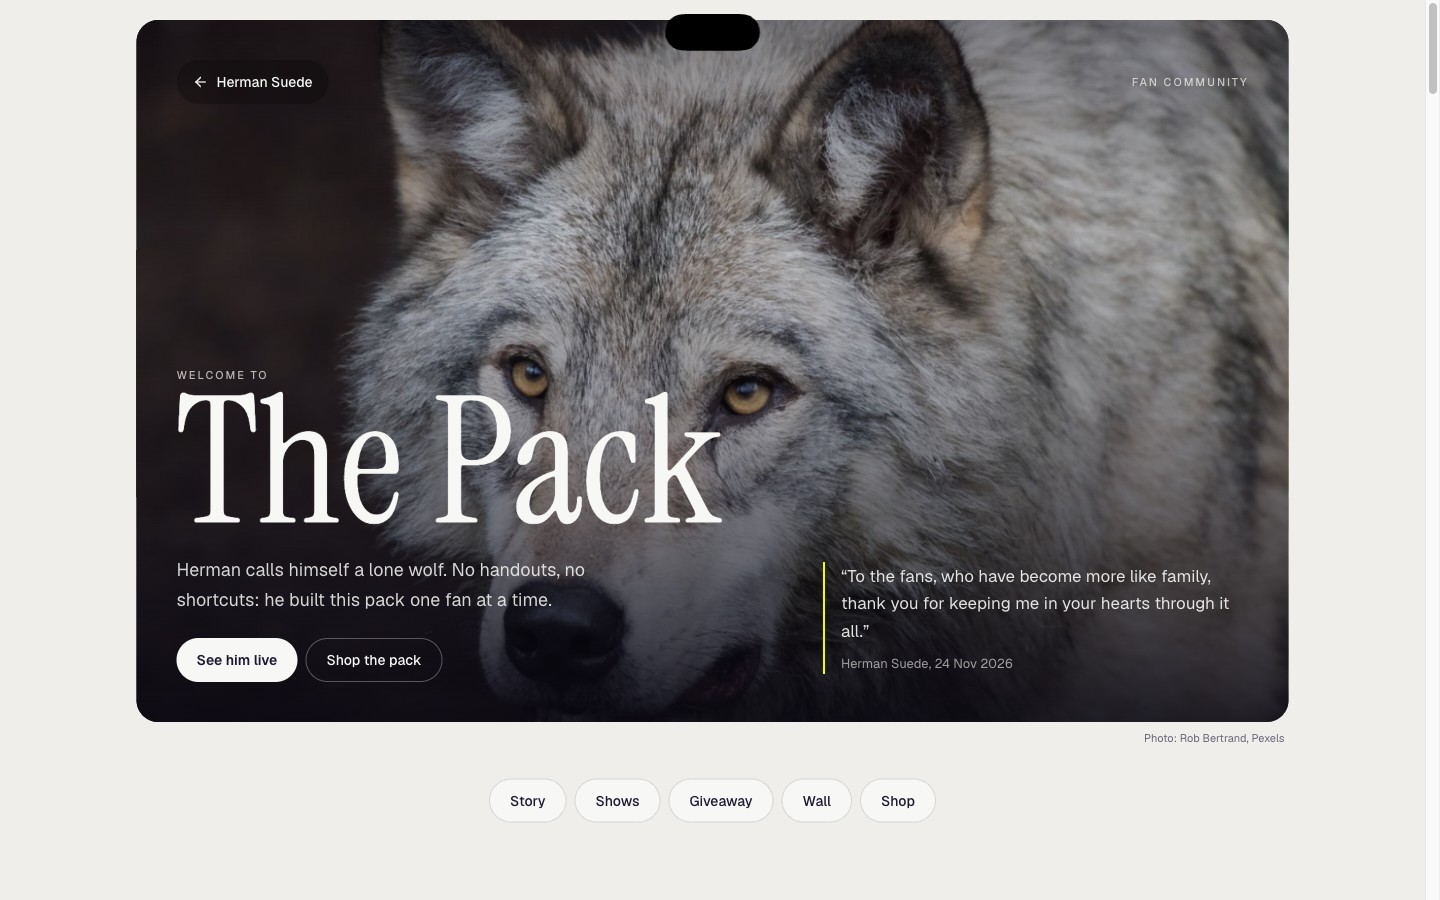 Herman Suede
FAN COMMUNITY
WELCOME TO
The Pack
Herman calls himself a lone wolf. No handouts, no
shortcuts: he built this pack one fan at a time.
See him live
Shop the pack
“To the fans, who have become more like family,
thank you for keeping me in your hearts through it
all.”
Herman Suede, 24 Nov 2026
Photo: Rob Bertrand, Pexels
Story
Shows
Giveaway
Wall
Shop